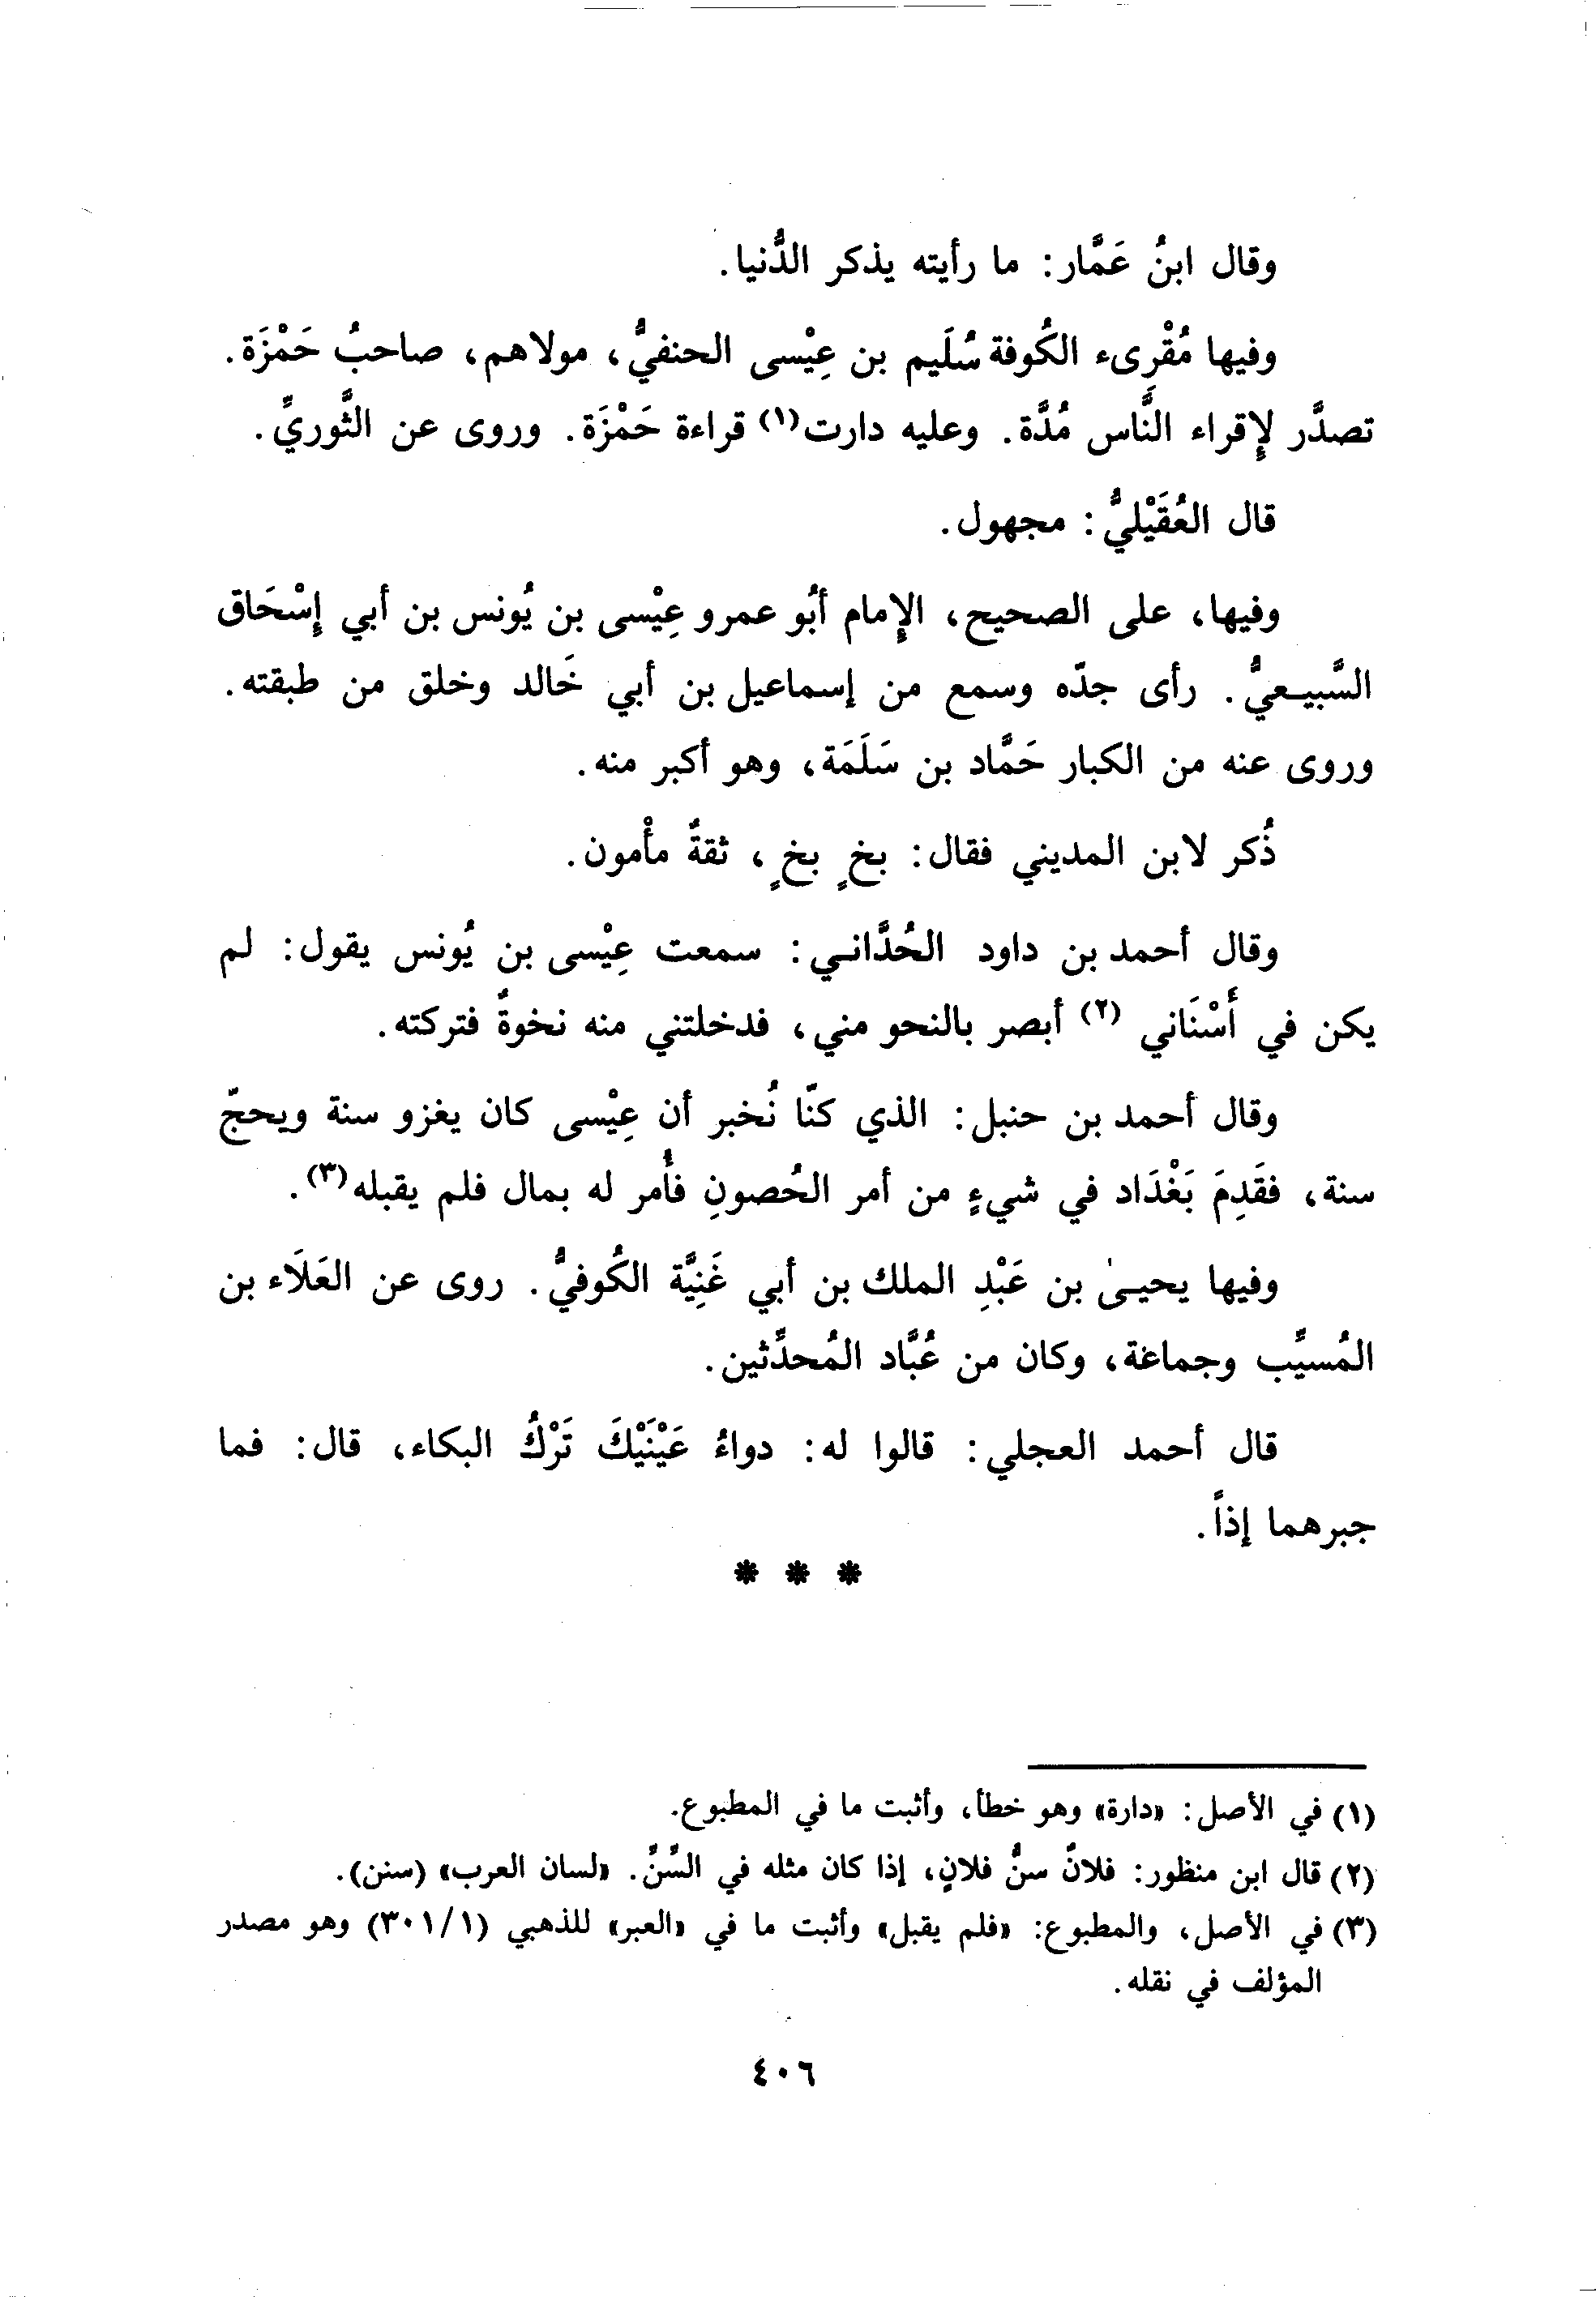 وقال ابنُ عَمَّار: ما رأيته يذكر الدُّنيا.
وفيها مُقْرِىء الكُوفة سُلَيم بن عِيْسى الحنفيُّ، مولاهم، صاحبُ حَمْزَة.
تصدَّر لإقراء النَّاس مُدَّة. وعليه دارت(١) قراءة حَمْزَة. وروى عن الثَّوريِّ.
قال العُقَيْليُّ: مجهول.
وفيها، على الصحيح، الإمام أبُو عمرو عِيْسى بن يُونس بن أبي إِسْحَاق
السَّبيـعيُّ. رأى جدّه وسمع من إسماعيل بن أبي خَالد وخلق من طبقته.
وروى عنه من الكبار حَمَّاد بن سَلَمَة، وهو أكبر منه.
ذُكر لابن المديني فقال: بخٍ بخٍ، ثقةٌ مأْمون.
وقال أحمد بن داود الحُدَّانـي: سمعت عِيْسى بن يُونس يقول: لم
يكن في أَسْنَاني (٢) أبصر بالنحو مني، فدخلتني منه نخوةٌ فتركته.
وقال أحمد بن حنبل: الذي كنّا نُخبر أن عِيْسى كان يغزو سنة ويحجّ
سنة، فقَدِمَ بَغْدَاد في شيءٍ من أمر الحُصونِ فأُمر له بمال فلم يقبله(٣).
وفيها يحيـىٰ بن عَبْدِ الملك بن أبي غَنِيَّة الكُوفيُّ. روى عن العَلَاء بن
المُسيَّب وجماعة، وكان من عُبَّاد المُحدِّثين.
قال أحمد العجلي: قالوا له: دواءُ عَيْنَيْكَ تَرْكُ البكاء، قال: فما
جبرهما إذاً.
* * *
(١) في الأصل: «دارة» وهو خطأ، وأثبت ما في المطبوع.
(٢) قال ابن منظور: فلانٌ سنُّ فلانٍ، إذا كان مثله في السِّنِّ. «لسان العرب» (سنن).
(٣) في الأصل، والمطبوع: «فلم يقبل» وأثبت ما في «العبر» للذهبي (٣٠١/١) وهو مصدر
المؤلف في نقله.
٤٠٦